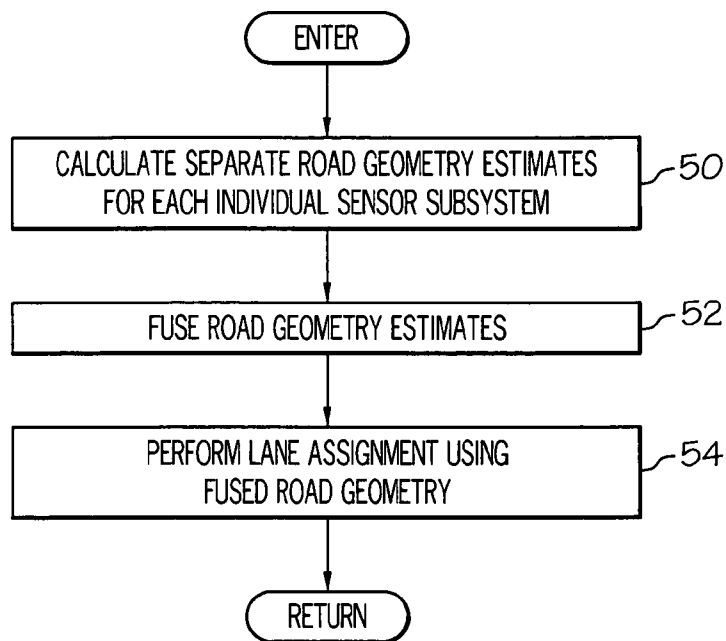 ENTER
CALCULATE SEPARATE ROAD GEOMETRY ESTIMATES
FOR EACH INDIVIDUAL SENSOR SUBSYSTEM
50
FUSE ROAD GEOMETRY ESTIMATES
52
PERFORM LANE ASSIGNMENT USING
FUSED ROAD GEOMETRY
54
RETURN